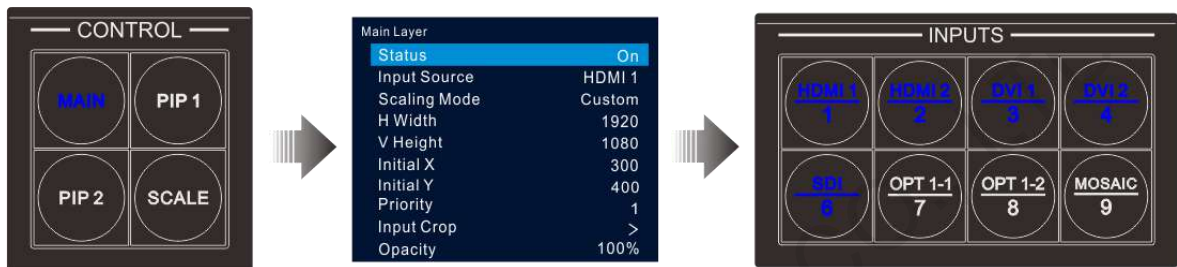 CONTROL
MAIN
PIP 1
PIP 2
SCALE
Main Layer
Status On
Input Source HDMI 1
Scaling Mode Custom
H Width 1920
V Height 1080
Initial X 300
Initial Y 400
Priority 1
Input Crop >
Opacity 100%
INPUTS
HDMI 1
1
HDMI 2
2
DVI 1
3
DVI 2
4
SDI
6
OPT 1-1
7
OPT 1-2
8
MOSAIC
9